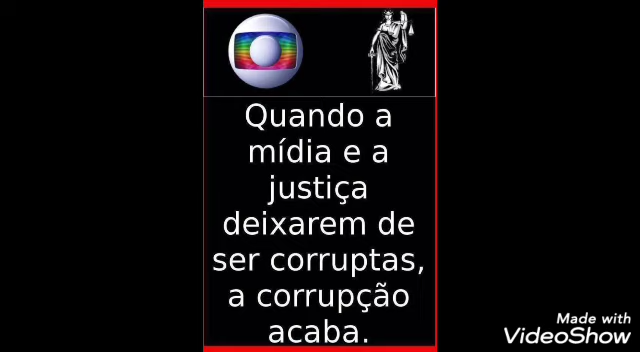 Quando a
mídia e a
justiça
deixarem de
ser corruptas,
a corrupção
acaba.
Made with
VideoShow